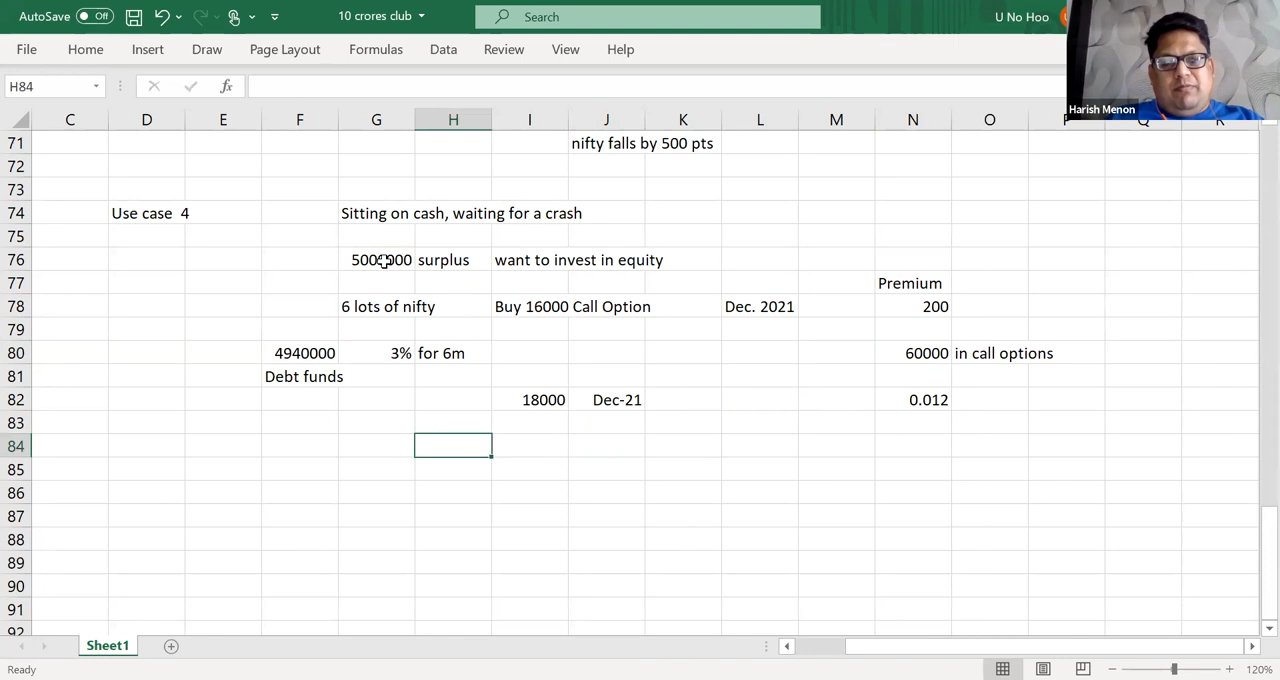 AutoSave Off 10 crores club Search U No Hoo
File Home Insert Draw Page Layout Formulas Data Review View Help
H84 fx
Harish Menon
C D E F G H I J K L M N O
71 nifty falls by 500 pts
72
73
74 Use case 4 Sitting on cash, waiting for a crash
75
76 5000000 surplus want to invest in equity
77 Premium
78 6 lots of nifty Buy 16000 Call Option Dec. 2021 200
79
80 4940000 3% for 6m 60000 in call options
81 Debt funds
82 18000 Dec-21 0.012
83
84
85
86
87
88
89
90
91
92
Sheet1
Ready 120%